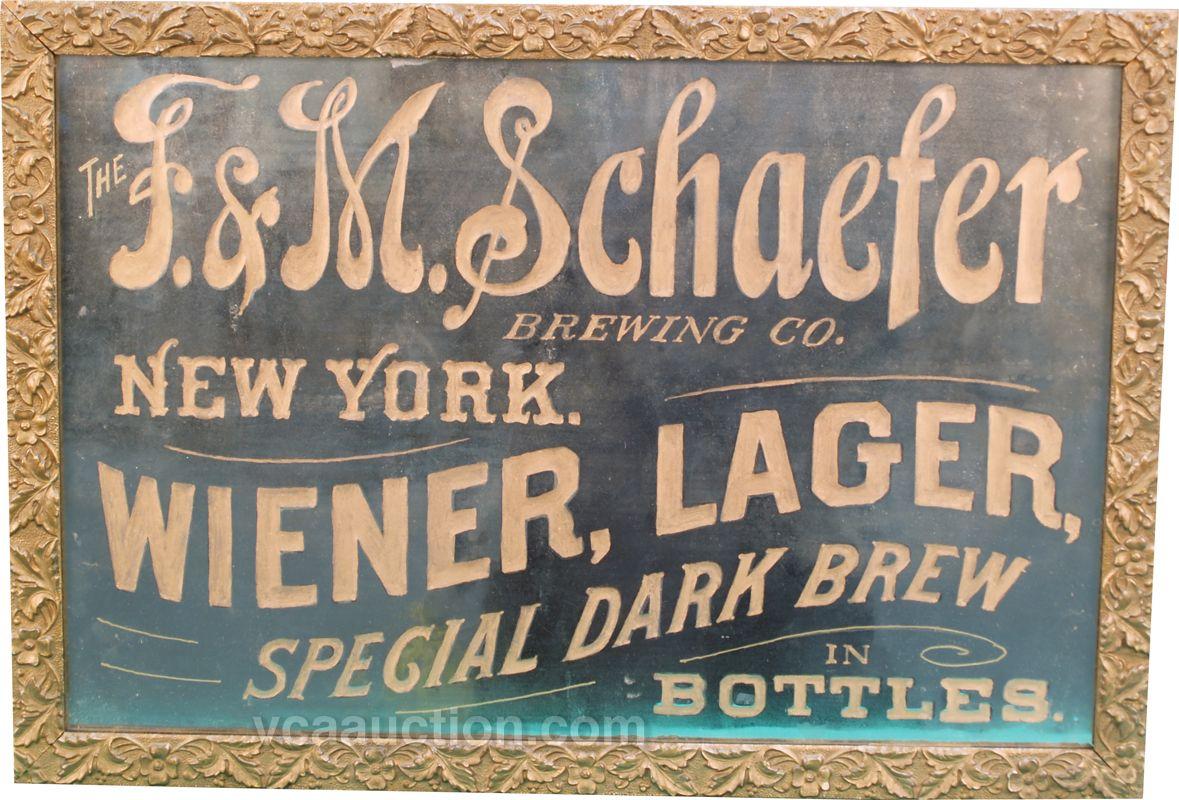 THE F. & M. Schaefer
BREWING CO.
NEW YORK.
WIENER, LAGER,
SPECIAL DARK BREW
IN
BOTTLES.
vcaauction.com